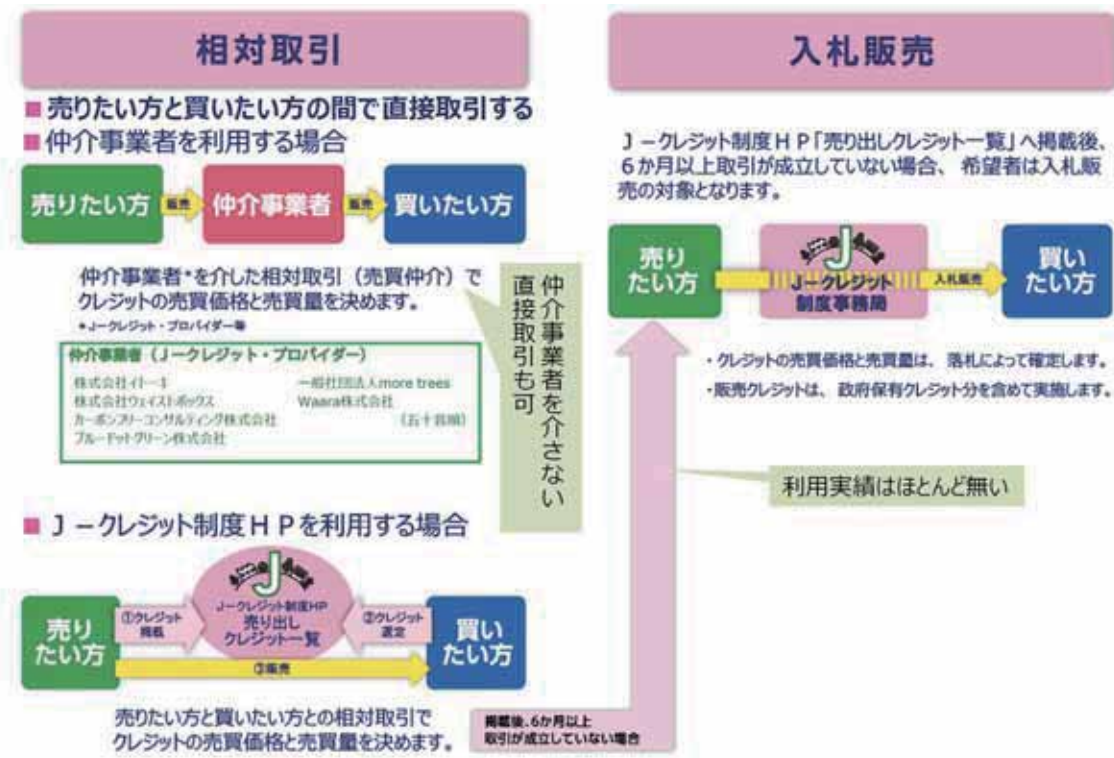 相対取引
■ 売りたい方と買いたい方の間で直接取引する
■ 仲介事業者を利用する場合
売りたい方
販売
仲介事業者
販売
買いたい方
仲介事業者*を介した相対取引（売買仲介）で
クレジットの売買価格と売買量を決めます。
*J-クレジット・プロバイダー等
仲介事業者（J-クレジット・プロバイダー）
株式会社イトーキ
株式会社ウェイストボックス
カーボンフリーコンサルティング株式会社
ブルードットグリーン株式会社
一般社団法人more trees
Waara株式会社
（五十音順）
仲介事業者を介さない
直接取引も可
■ J-クレジット制度HPを利用する場合
売り
たい方
①クレジット
掲載
J-クレジット制度HP
売り出し
クレジット一覧
②クレジット
選定
③販売
買い
たい方
売りたい方と買いたい方との相対取引で
クレジットの売買価格と売買量を決めます。
掲載後、6か月以上
取引が成立していない場合
入札販売
J-クレジット制度HP「売り出しクレジット一覧」へ掲載後、
6か月以上取引が成立していない場合、希望者は入札販
売の対象となります。
売り
たい方
J-クレジット
制度事務局
入札販売
買い
たい方
・クレジットの売買価格と売買量は、落札によって確定します。
・販売クレジットは、政府保有クレジット分を含めて実施します。
利用実績はほとんど無い